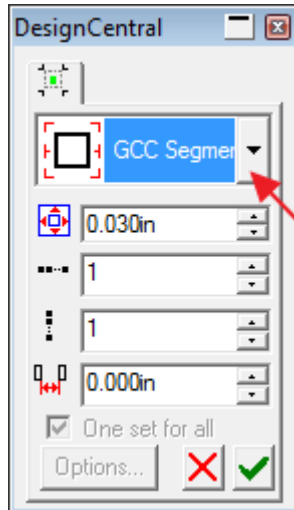 DesignCentral
GCC Segmer
0.030in
1
1
0.000in
One set for all
Options...